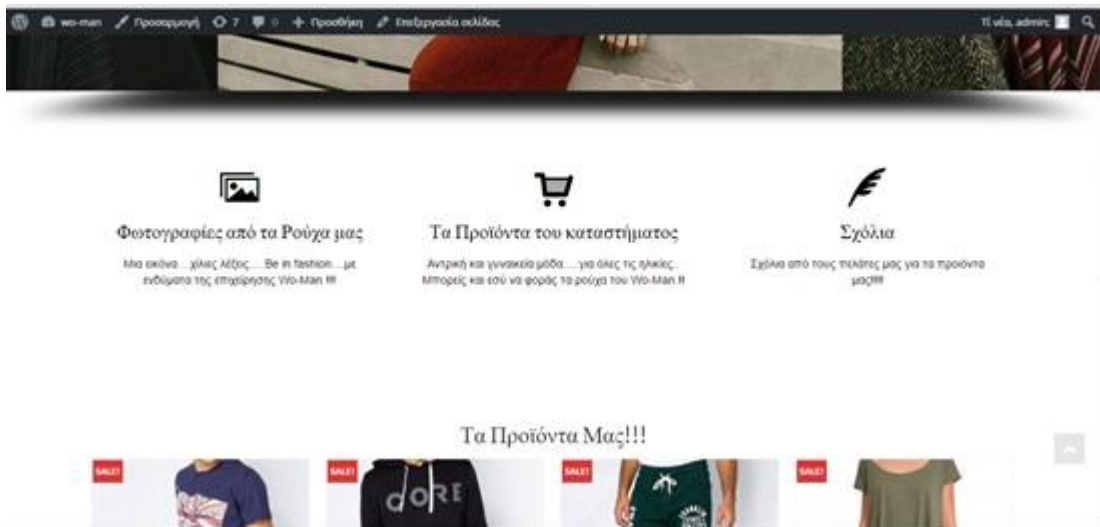 wo-man Προσαρμογή 7 0 Προσθήκη Επεξεργασία σελίδας Τί νέα, admin;
Φωτογραφίες από τα Ρούχα μας
Μια εικόνα....χίλιες λέξεις......Be in fashion....με
ενδύματα της επιχείρησης Wo-Man !!!!
Τα Προϊόντα του καταστήματος
Αντρική και γυναικεία μόδα......για όλες τις ηλικίες..
Μπορείς και εσύ να φοράς τα ρούχα του Wo-Man.!!
Σχόλια
Σχόλια από τους πελάτες μας για τα προιόντα
μας!!!!!
Τα Προϊόντα Μας!!!
SALE! SALE! SALE! SALE!
DORE